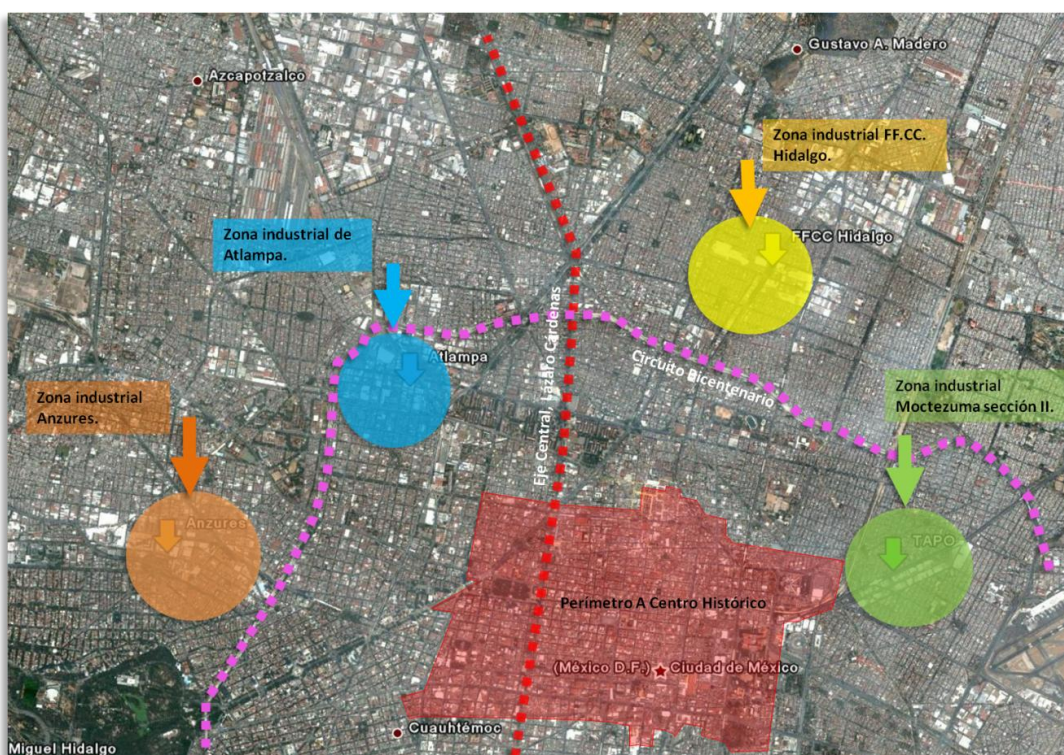 Gustavo A. Madero
Azcapotzalco
Zona industrial FF.CC.
Hidalgo.
Zona industrial de
Atlampa.
FFCC Hidalgo
Eje Central Lázaro Cárdenas
Atlampa
Circuito Bicentenario
Zona industrial
Anzures.
Zona industrial
Moctezuma sección II.
Anzures
TAPO
Perímetro A Centro Histórico
(México D.F.) Ciudad de México
Cuauhtémoc
Miguel Hidalgo